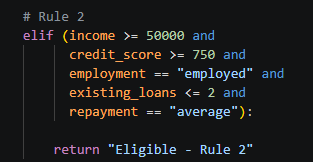 # Rule 2
elif (income >= 50000 and
credit_score >= 750 and
employment == "employed" and
existing_loans <= 2 and
repayment == "average"):
return "Eligible - Rule 2"